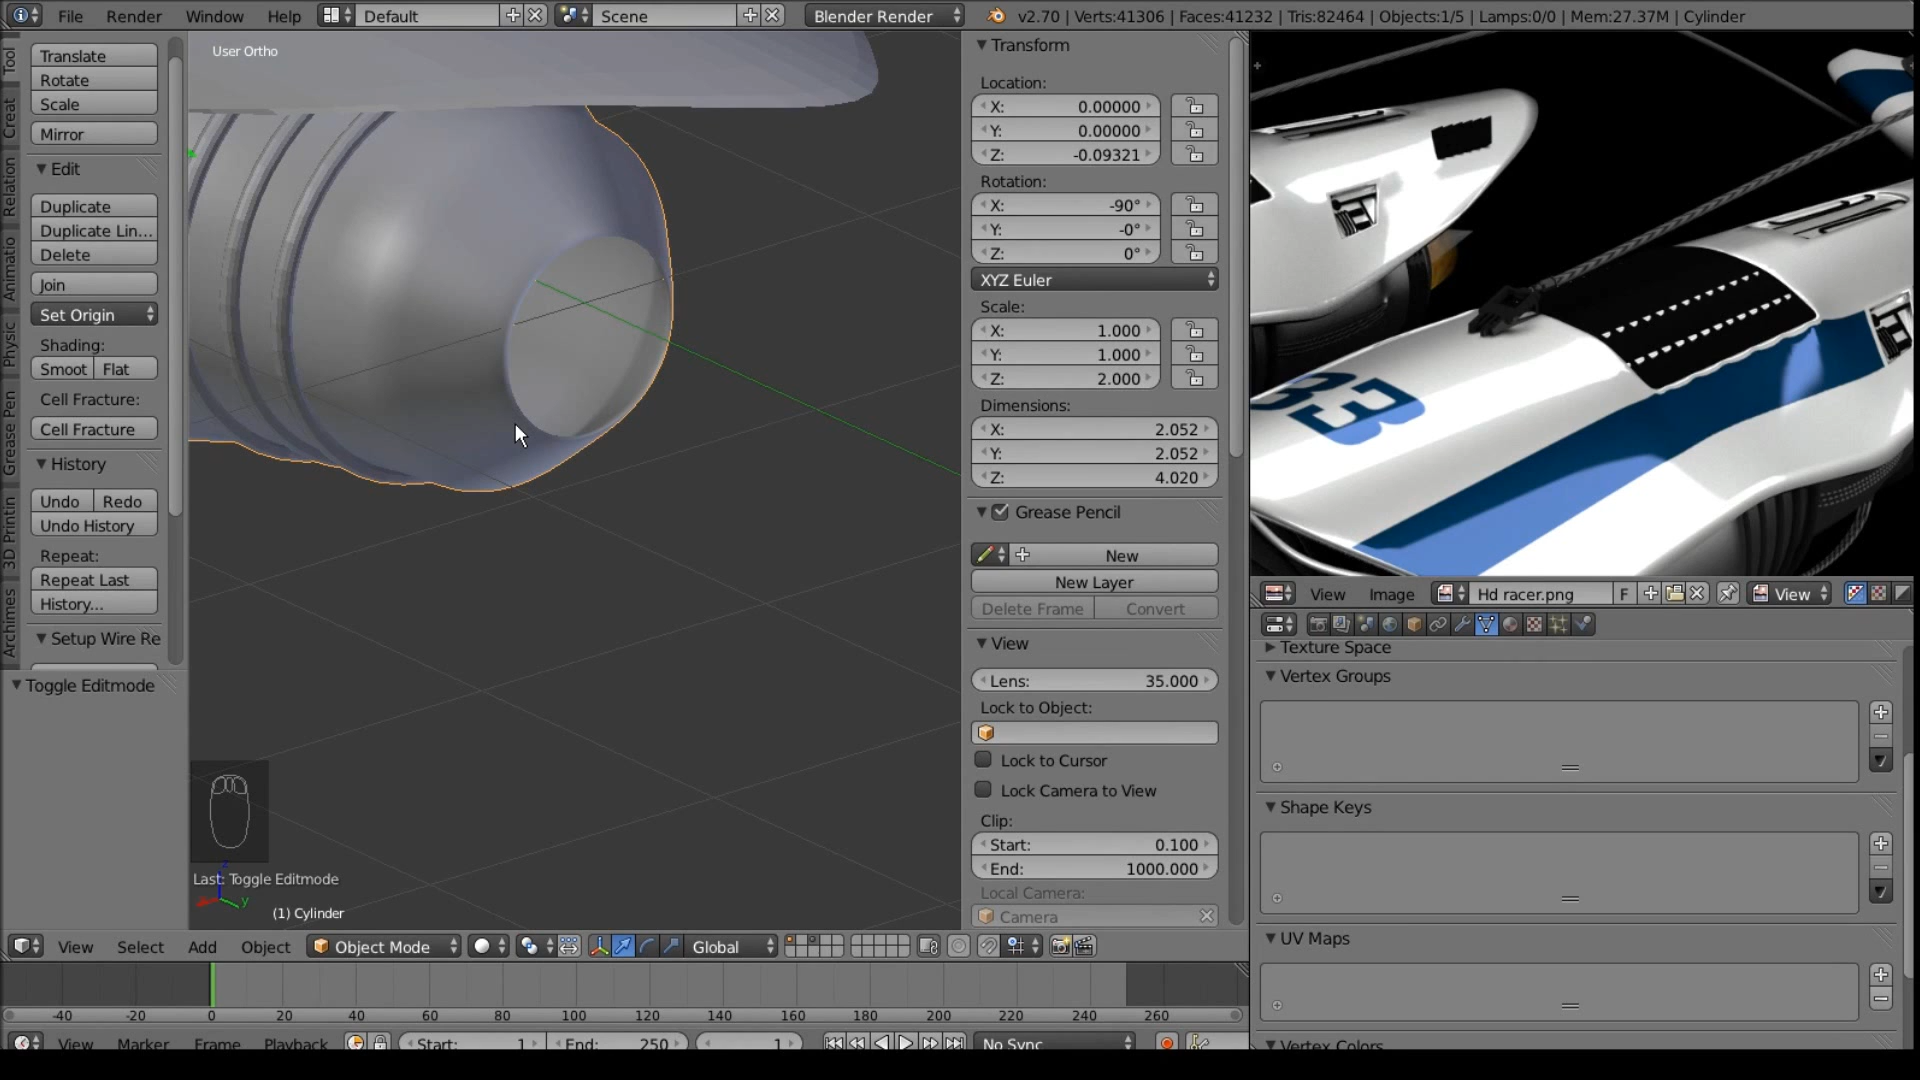 File Render Window Help Default Scene Blender Render v2.70 | Verts:41306 | Faces:41232 | Tris:82464 | Objects:1/5 | Lamps:0/0 | Mem:27.37M | Cylinder
Tool
Creat
Relation
Animatio
Physic
Grease Pen
3D Printin
Archimes
Translate
Rotate
Scale
Mirror
Edit
Duplicate
Duplicate Lin...
Delete
Join
Set Origin
Shading:
Smoot Flat
Cell Fracture:
Cell Fracture
History
Undo Redo
Undo History
Repeat:
Repeat Last
History...
Setup Wire Re
Toggle Editmode
User Ortho
Last: Toggle Editmode
z
y
(1) Cylinder
Transform
Location:
X: 0.00000
Y: 0.00000
Z: -0.09321
Rotation:
X: -90°
Y: -0°
Z: 0°
XYZ Euler
Scale:
X: 1.000
Y: 1.000
Z: 2.000
Dimensions:
X: 2.052
Y: 2.052
Z: 4.020
Grease Pencil
New
New Layer
Delete Frame Convert
View
Lens: 35.000
Lock to Object:
Lock to Cursor
Lock Camera to View
Clip:
Start: 0.100
End: 1000.000
Local Camera:
Camera
View Select Add Object Object Mode Global
-40 -20 0 20 40 60 80 100 120 140 160 180 200 220 240 260
View Marker Frame Playback Start: 1 End: 250 1 No Sync
33
View Image Hd racer.png F View
Texture Space
Vertex Groups
Shape Keys
UV Maps
Vertex Colors